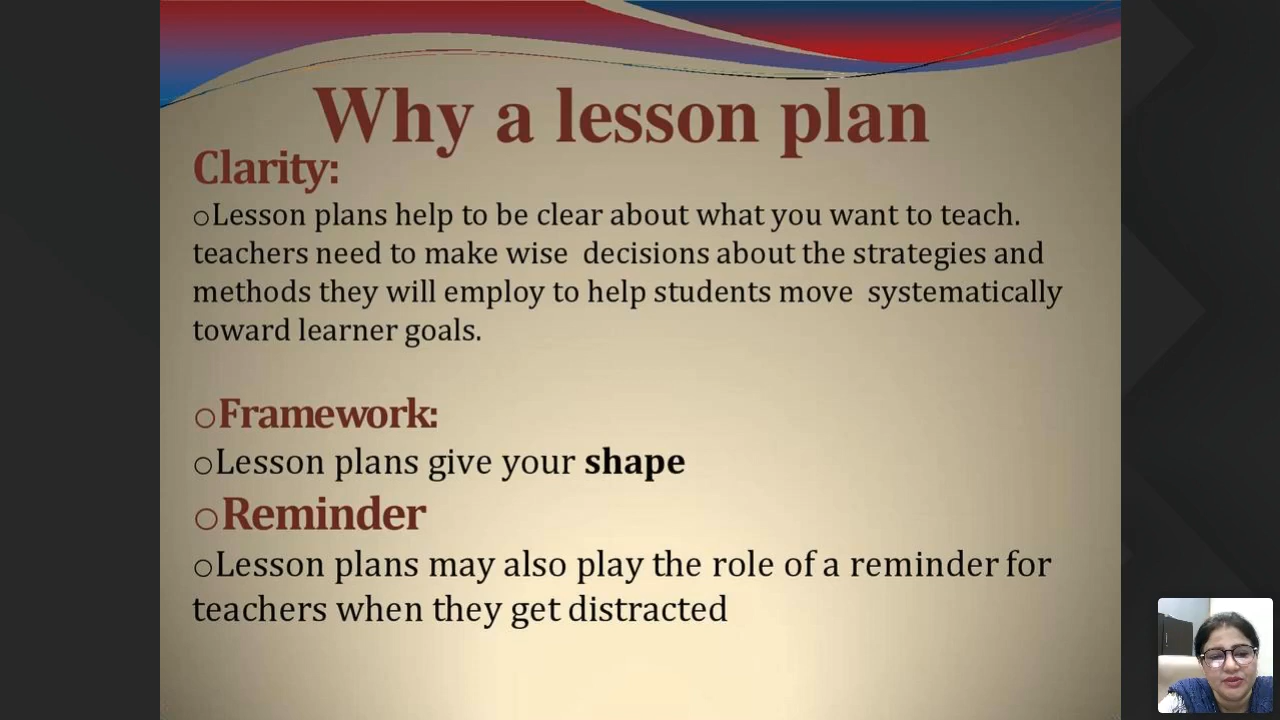 Why a lesson plan
Clarity:
oLesson plans help to be clear about what you want to teach.
teachers need to make wise  decisions about the strategies and
methods they will employ to help students move  systematically
toward learner goals.
oFramework:
oLesson plans give your shape
oReminder
oLesson plans may also play the role of a reminder for
teachers when they get distracted